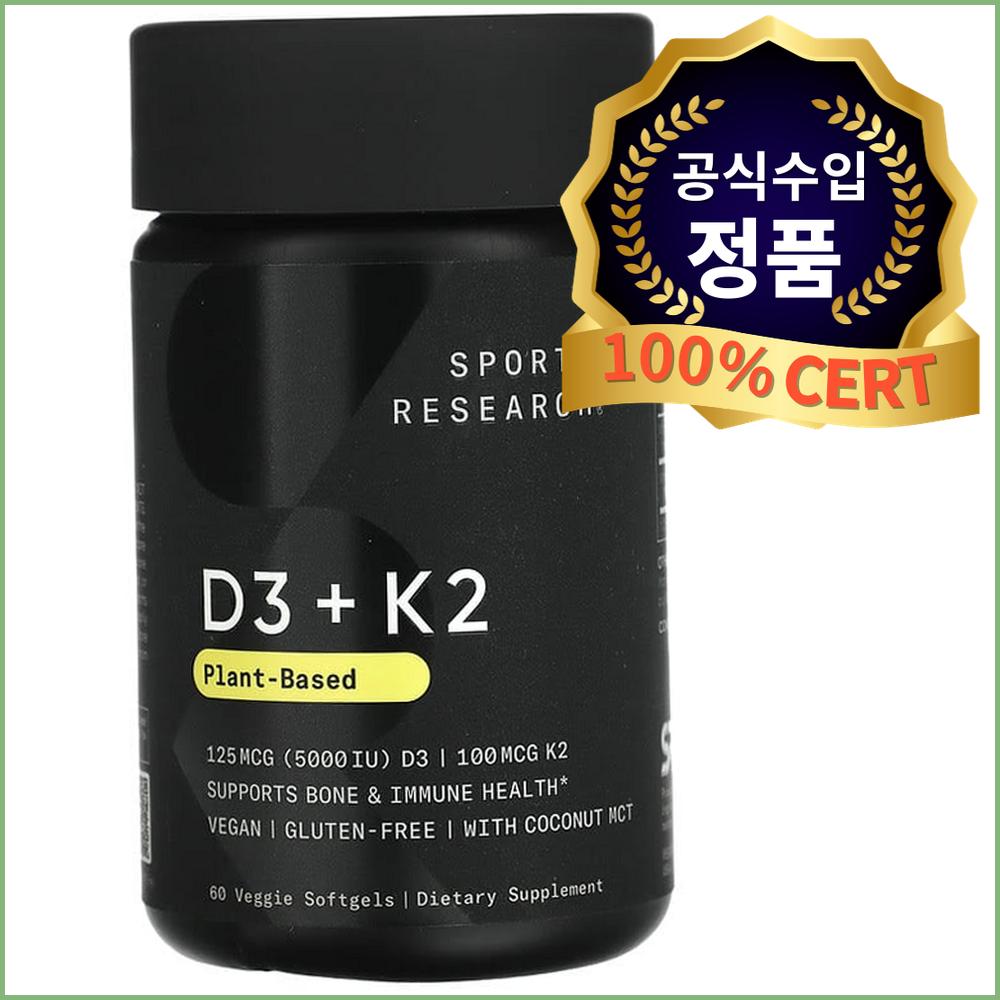 공식수입
정품
100% CERT
SPORTS
RESEARCH
D3 + K2
Plant-Based
125 MCG (5000 IU) D3 | 100 MCG K2
SUPPORTS BONE & IMMUNE HEALTH*
VEGAN | GLUTEN-FREE | WITH COCONUT MCT
60 Veggie Softgels | Dietary Supplement